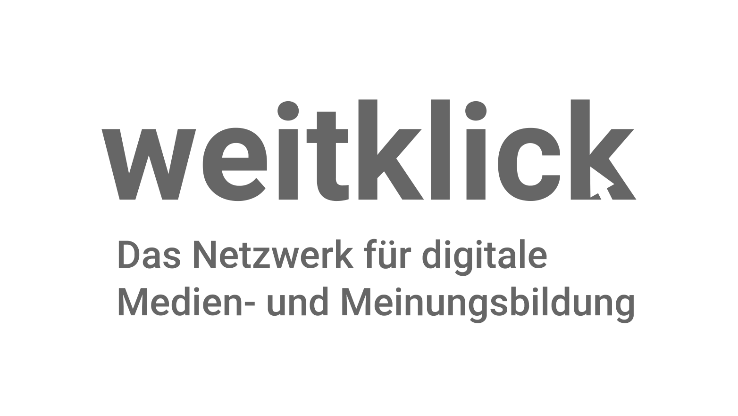 weitklick
Das Netzwerk für digitale
Medien- und Meinungsbildung